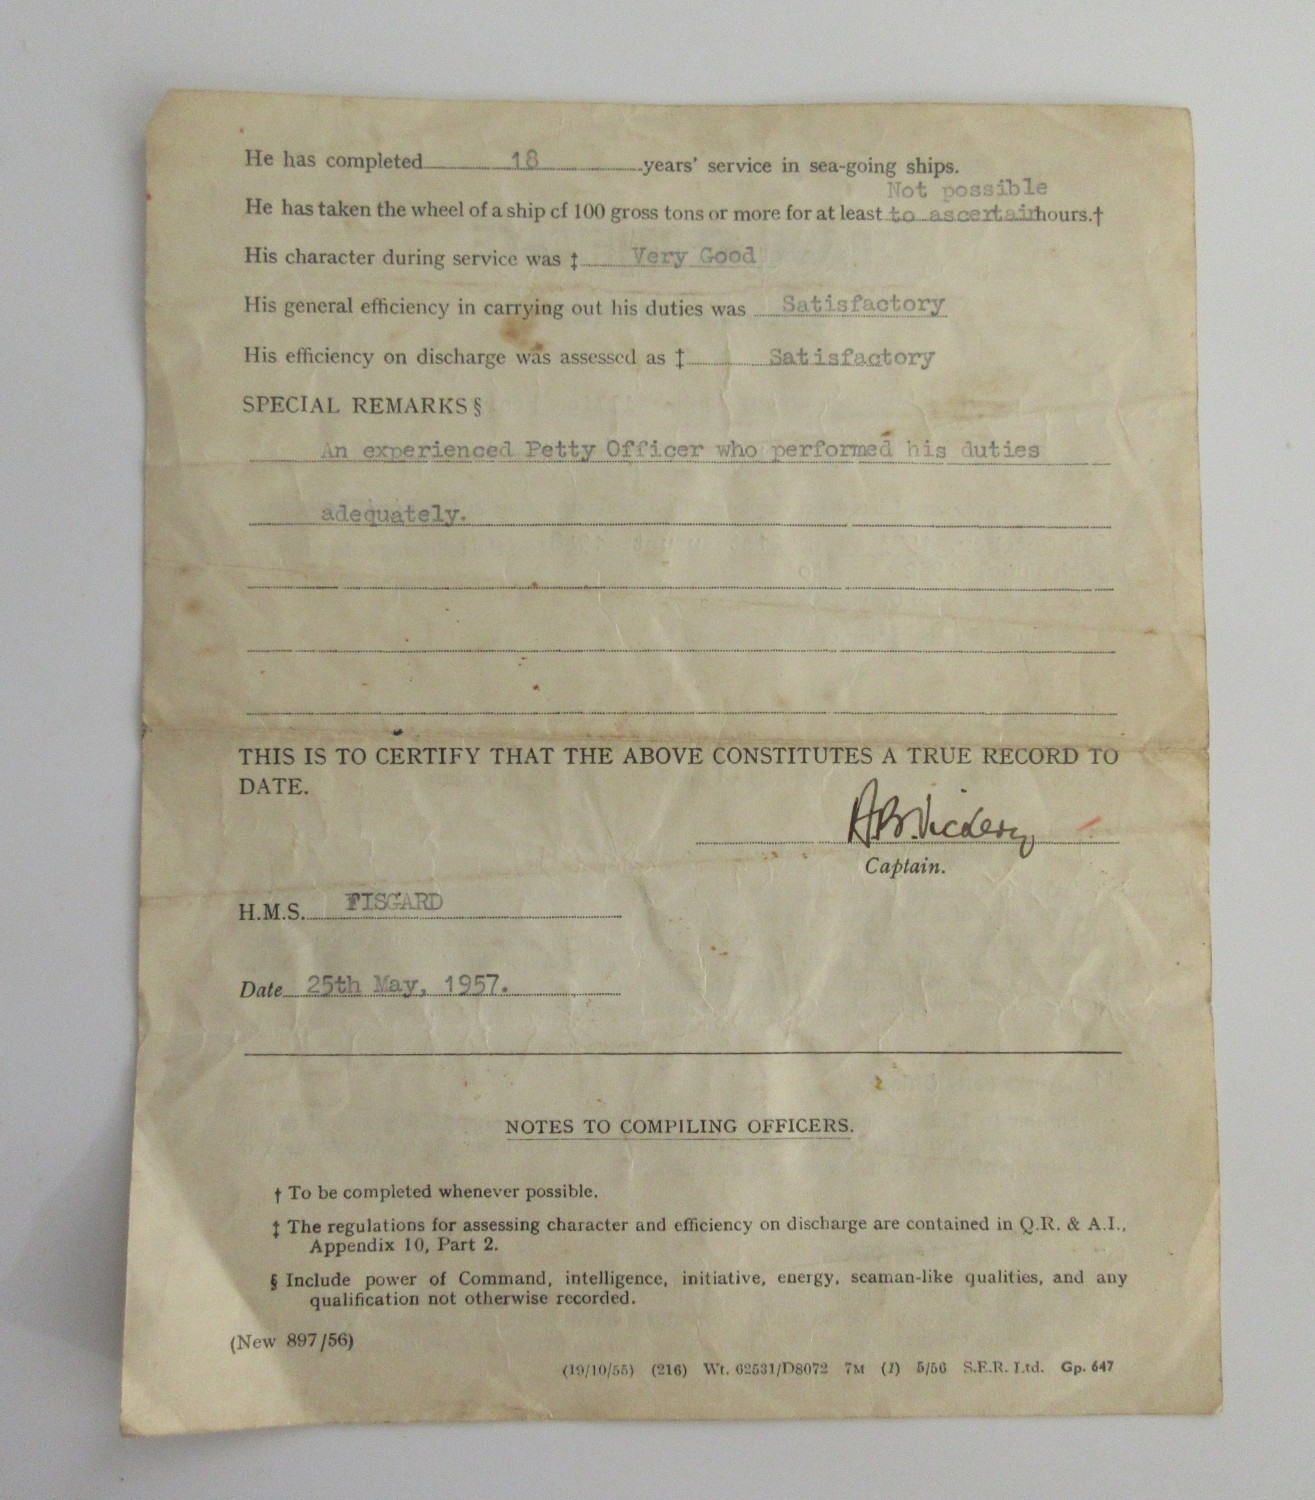 He has completed 18 years' service in sea-going ships.
Not possible
He has taken the wheel of a ship of 100 gross tons or more for at least to ascertain hours.†
His character during service was ‡ Very Good
His general efficiency in carrying out his duties was Satisfactory
His efficiency on discharge was assessed as ‡ Satisfactory
SPECIAL REMARKS §
An experienced Petty Officer who performed his duties
adequately.
THIS IS TO CERTIFY THAT THE ABOVE CONSTITUTES A TRUE RECORD TO
DATE.
A.B. Vickery
Captain.
H.M.S. FISGARD
Date 25th May, 1957.
NOTES TO COMPILING OFFICERS.
† To be completed whenever possible.
‡ The regulations for assessing character and efficiency on discharge are contained in Q.R. & A.I.,
Appendix 10, Part 2.
§ Include power of Command, intelligence, initiative, energy, seaman-like qualities, and any
qualification not otherwise recorded.
(New 897/56)
(19/10/55) (216) Wt. 62531/D8072 7M (1) 5/56 S.E.R. Ltd. Gp. 647